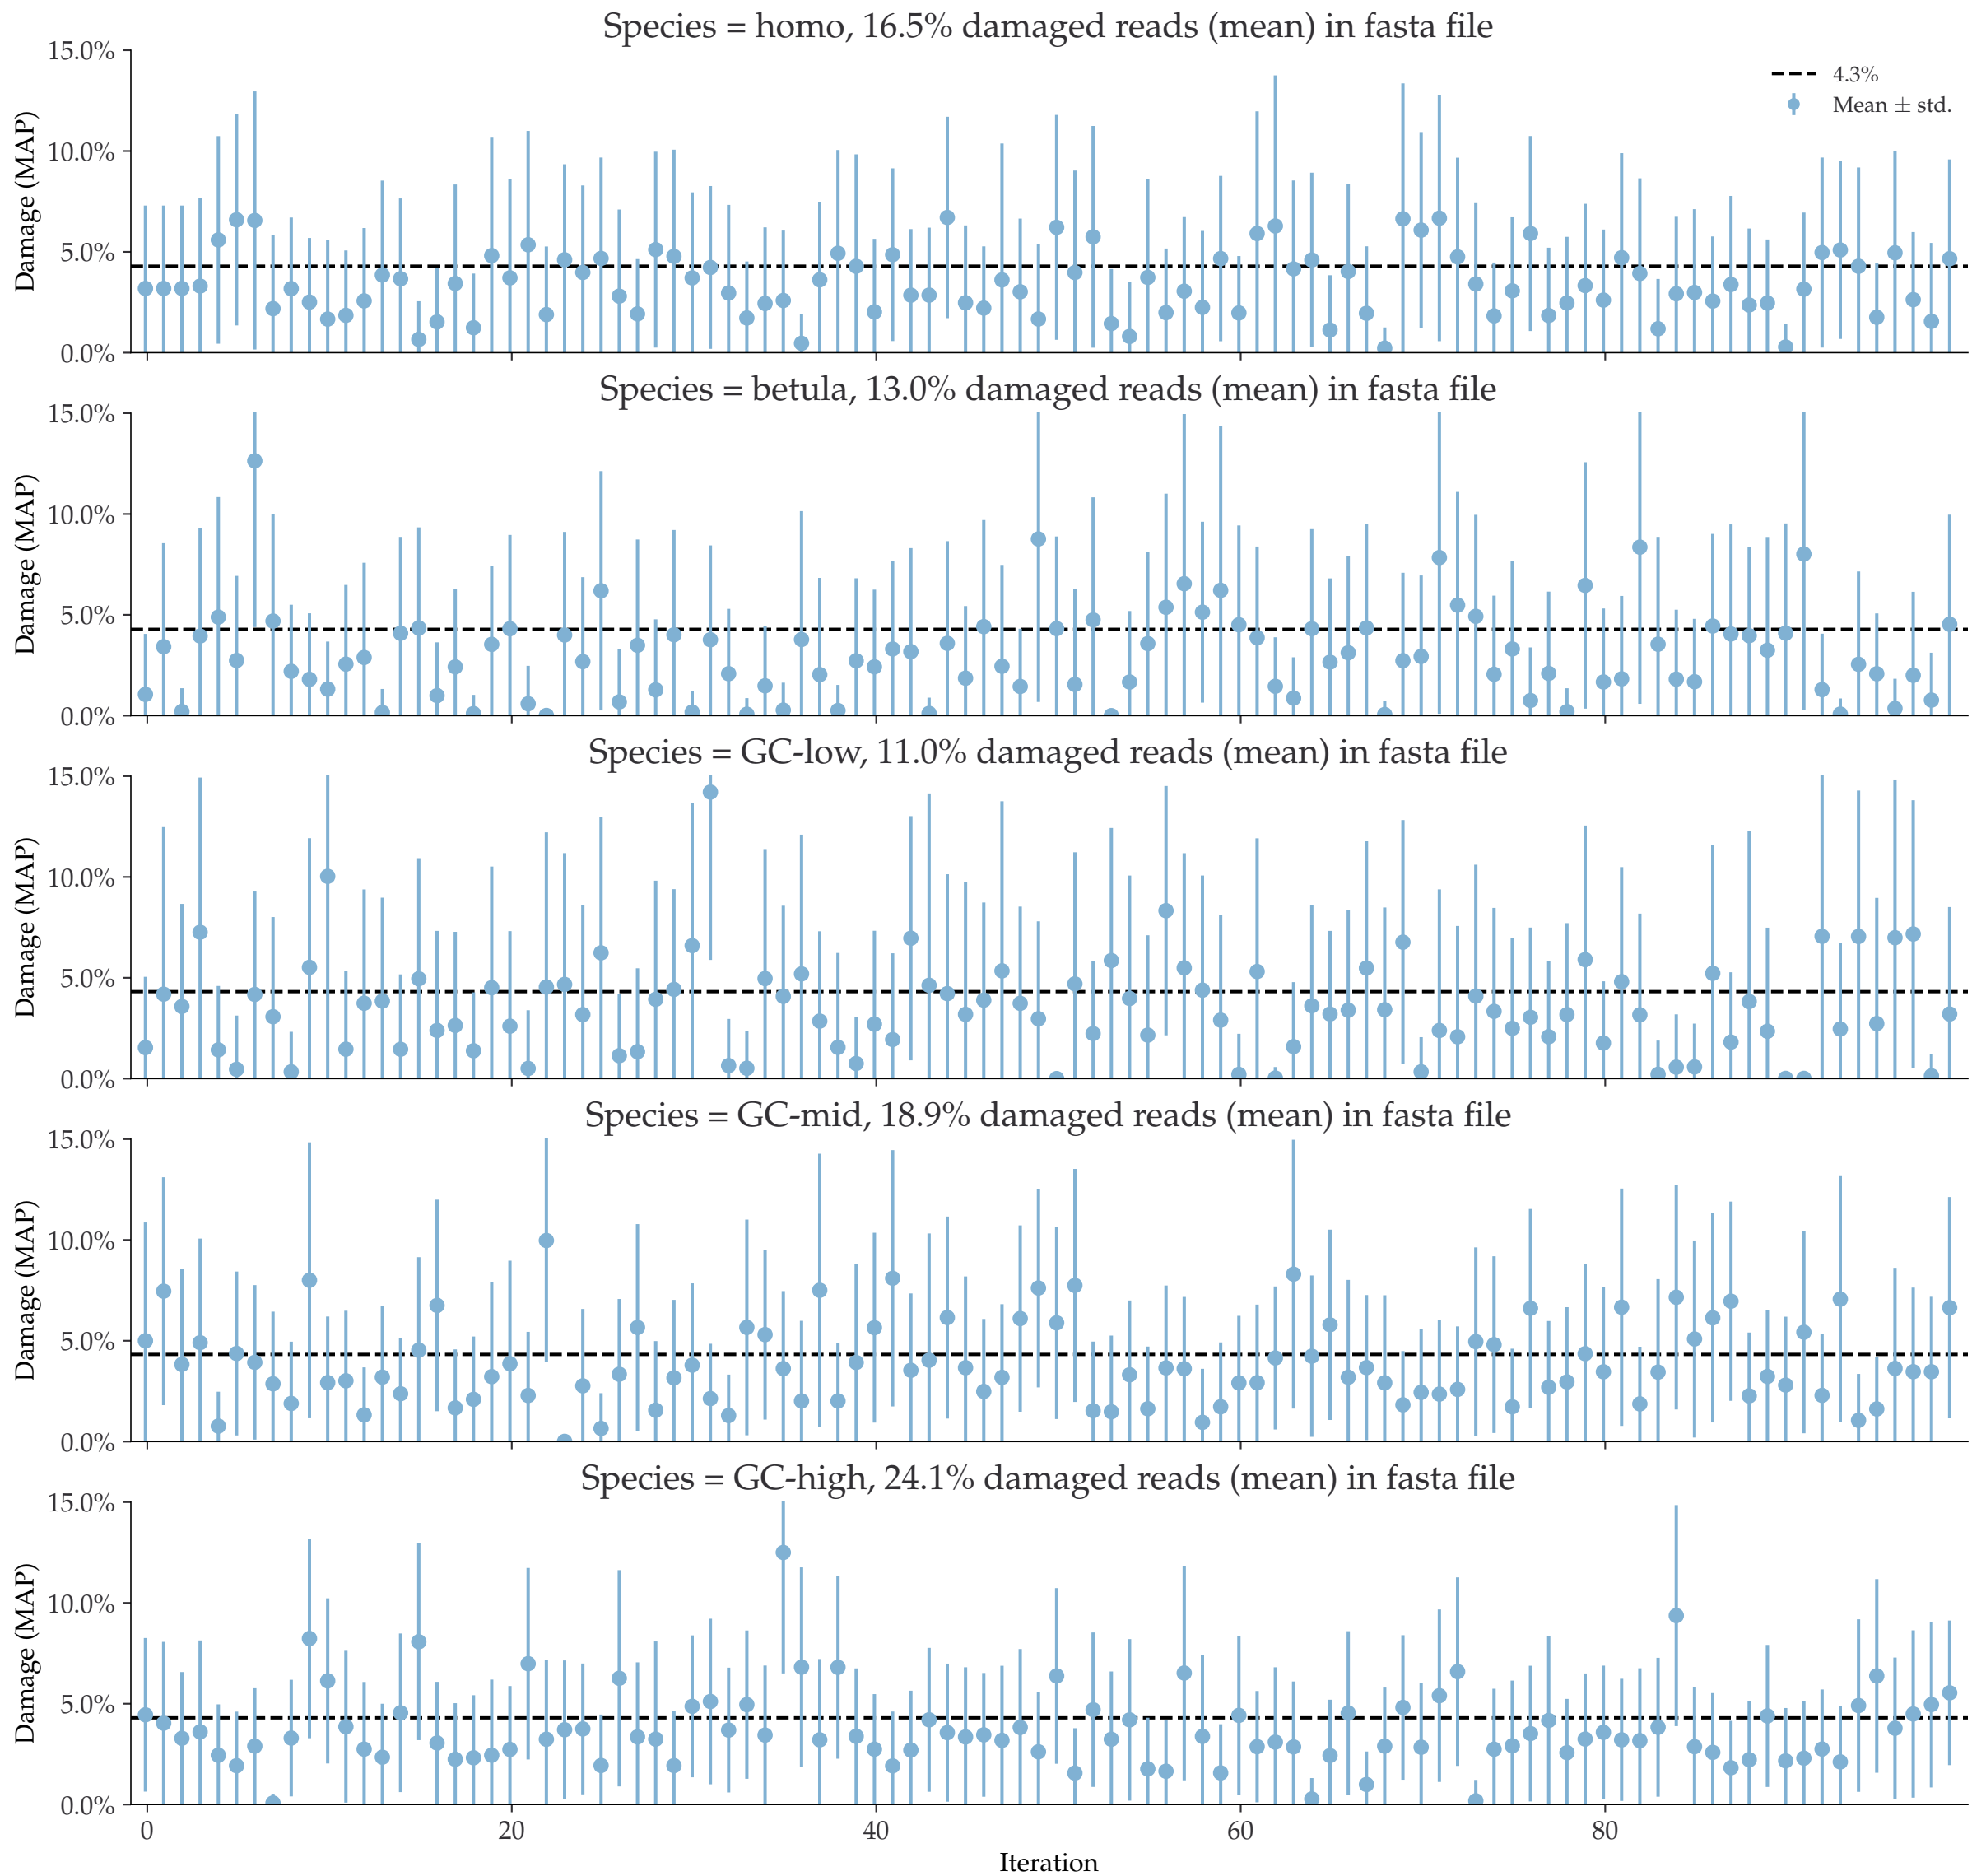 Species = homo, 16.5% damaged reads (mean) in fasta file
15.0%
10.0%
5.0%
0.0%
Damage (MAP)
4.3%
Mean ± std.
Species = betula, 13.0% damaged reads (mean) in fasta file
15.0%
10.0%
5.0%
0.0%
Damage (MAP)
Species = GC-low, 11.0% damaged reads (mean) in fasta file
15.0%
10.0%
5.0%
0.0%
Damage (MAP)
Species = GC-mid, 18.9% damaged reads (mean) in fasta file
15.0%
10.0%
5.0%
0.0%
Damage (MAP)
Species = GC-high, 24.1% damaged reads (mean) in fasta file
15.0%
10.0%
5.0%
0.0%
Damage (MAP)
0 20 40 60 80
Iteration